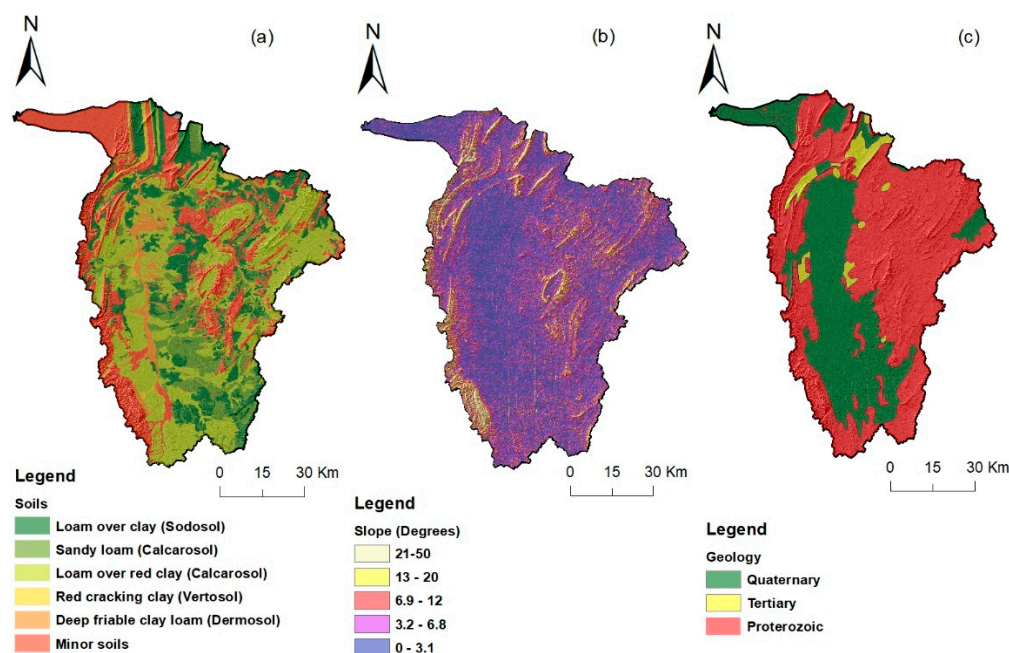 N
(a)
N
(b)
N
(c)
0 15 30 Km
0 15 30 Km
0 15 30 Km
Legend
Soils
Loam over clay (Sodosol)
Sandy loam (Calcarosol)
Loam over red clay (Calcarosol)
Red cracking clay (Vertosol)
Deep friable clay loam (Dermosol)
Minor soils
Legend
Slope (Degrees)
21-50
13 - 20
6.9 - 12
3.2 - 6.8
0 - 3.1
Legend
Geology
Quaternary
Tertiary
Proterozoic